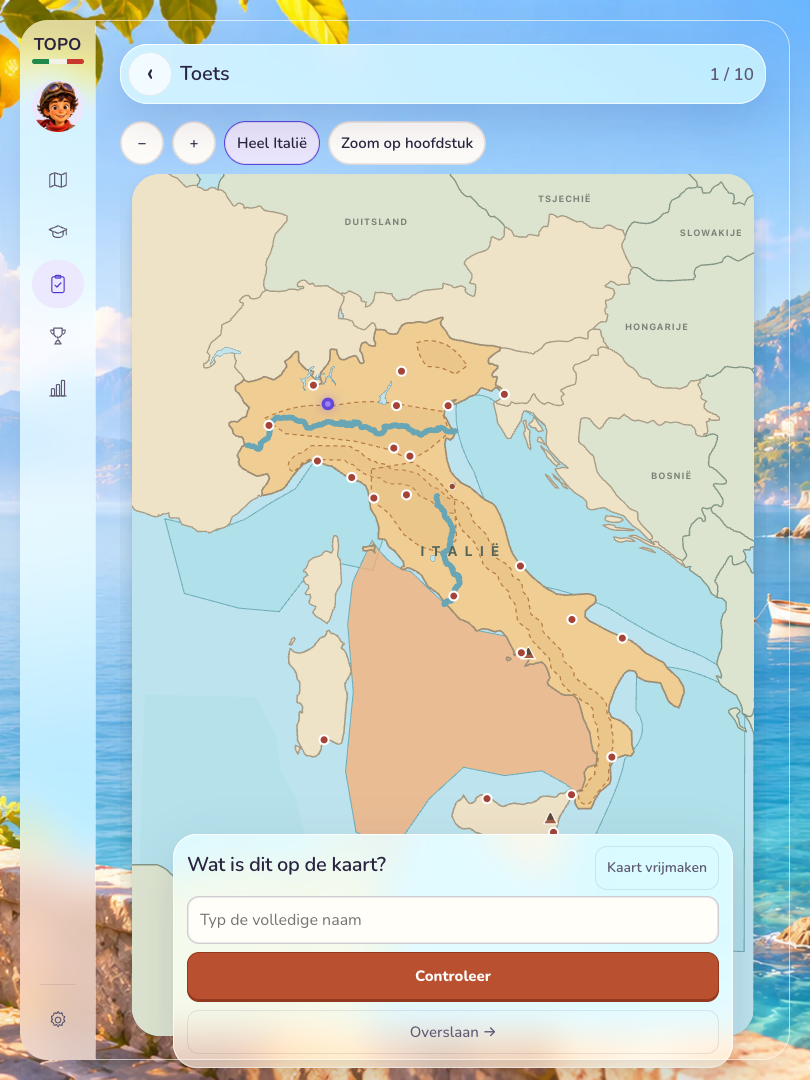 TOPO
‹ Toets 1 / 10
− + Heel Italië Zoom op hoofdstuk
TSJECHIË
DUITSLAND
SLOWAKIJE
HONGARIJE
BOSNIË
ITALIË
Wat is dit op de kaart?
Kaart vrijmaken
Typ de volledige naam
Controleer
Overslaan →